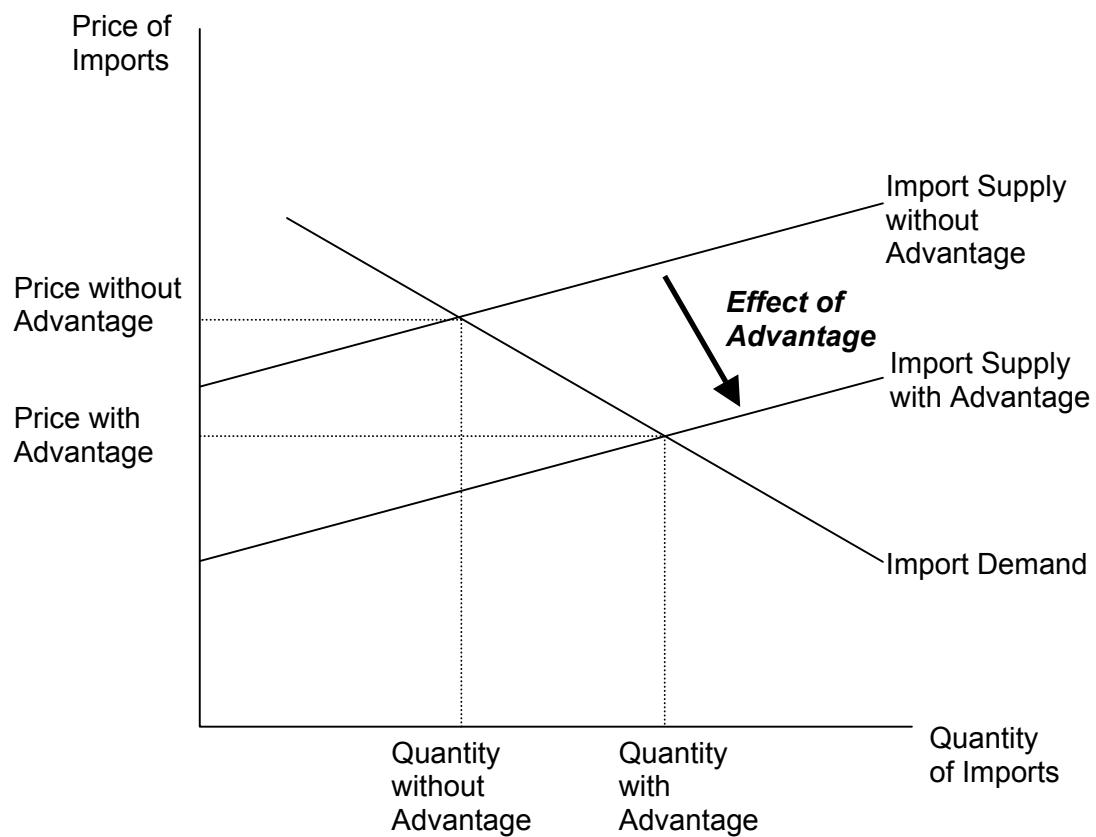 Price of
Imports
Import Supply
without
Advantage
Price without
Advantage
Effect of
Advantage
Import Supply
with Advantage
Price with
Advantage
Import Demand
Quantity
without
Advantage
Quantity
with
Advantage
Quantity
of Imports